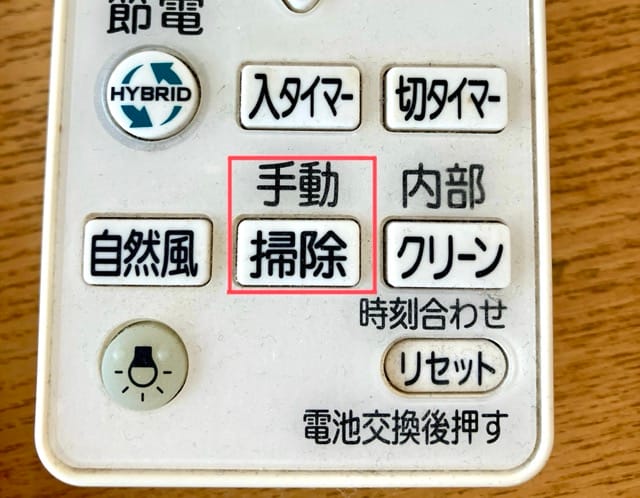 節電
HYBRID
入タイマー
切タイマー
手動
内部
自然風
掃除
クリーン
時刻合わせ
リセット
電池交換後押す